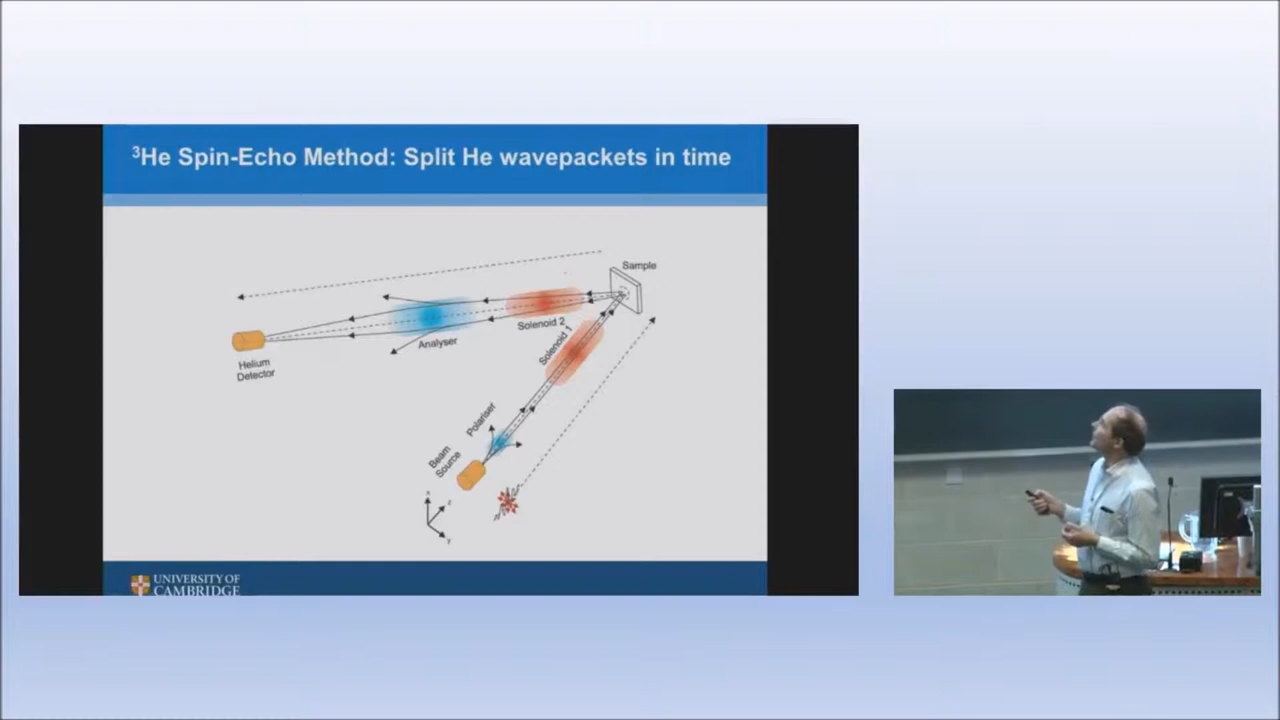 ³He Spin-Echo Method: Split He wavepackets in time
Sample
Solenoid 2
Solenoid 1
Analyser
Helium
Detector
Polariser
Beam
Source
x
z
y
UNIVERSITY OF
CAMBRIDGE